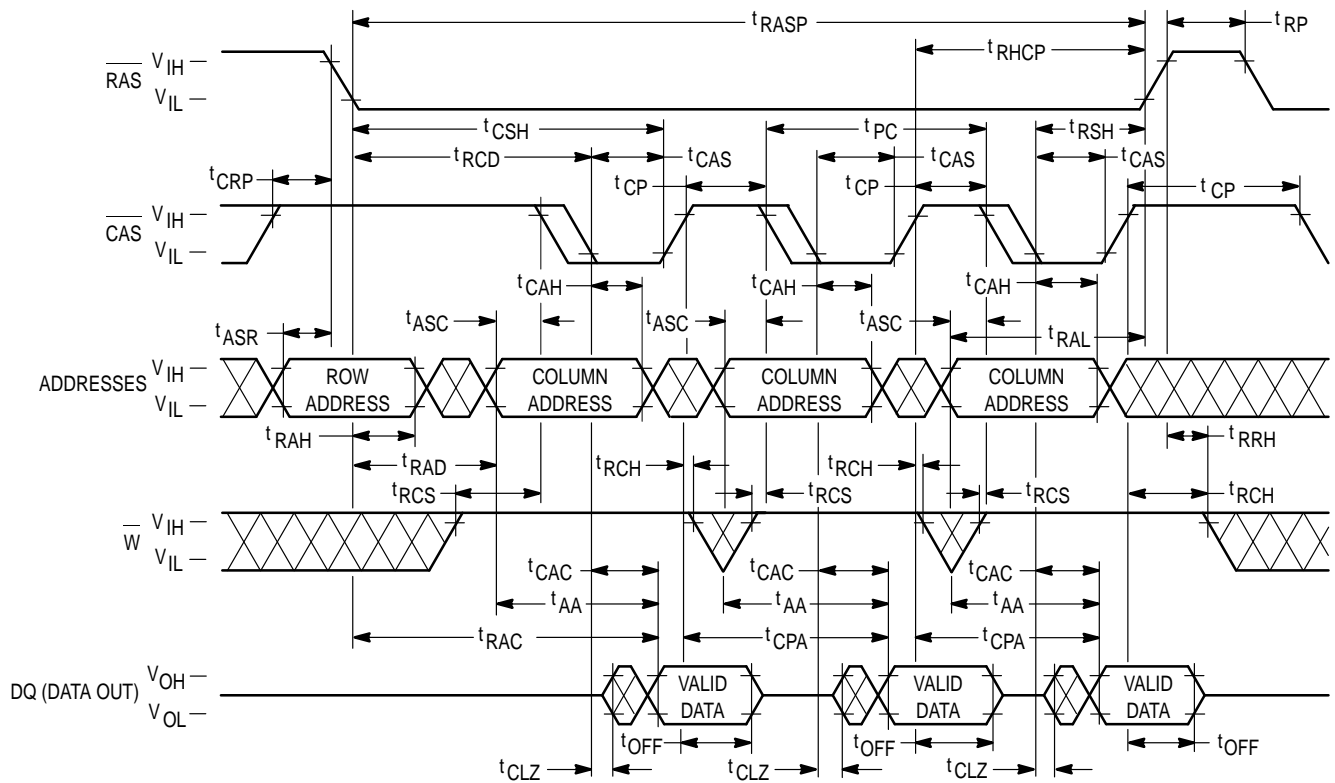 tRASP
tRP
tRHCP
RAS
VIH
VIL
tCSH
tPC
tRSH
tRCD
tCAS
tCAS
tCAS
tCRP
tCP
tCP
tCP
CAS
VIH
VIL
tCAH
tCAH
tCAH
tASR
tASC
tASC
tASC
tRAL
ADDRESSES
VIH
VIL
ROW ADDRESS
COLUMN ADDRESS
COLUMN ADDRESS
COLUMN ADDRESS
tRAH
tRRH
tRAD
tRCH
tRCH
tRCS
tRCS
tRCS
tRCH
W
VIH
VIL
tCAC
tCAC
tCAC
tAA
tAA
tAA
tRAC
tCPA
tCPA
DQ (DATA OUT)
VOH
VOL
VALID DATA
VALID DATA
VALID DATA
tOFF
tOFF
tOFF
tCLZ
tCLZ
tCLZ